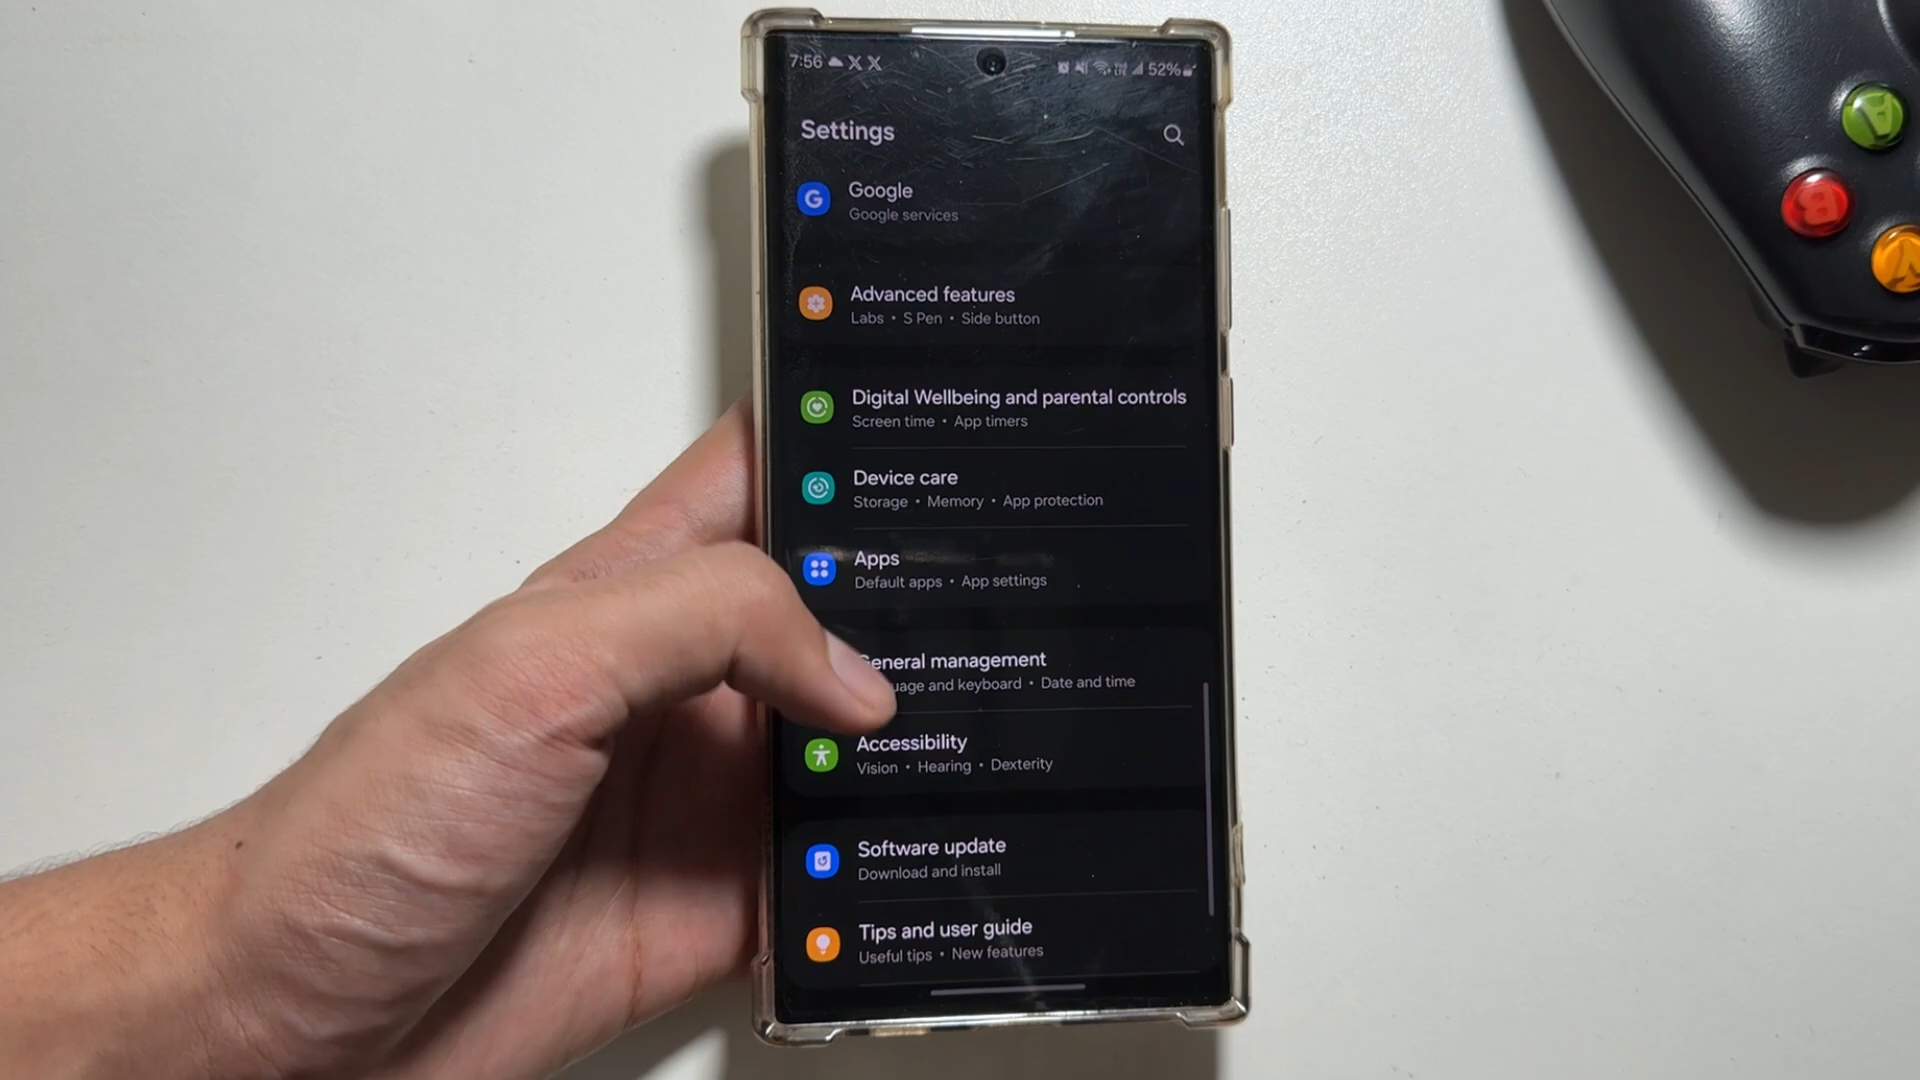 7:56
52%
Settings
G
Google
Google services
Advanced features
Labs • S Pen • Side button
Digital Wellbeing and parental controls
Screen time • App timers
Device care
Storage • Memory • App protection
Apps
Default apps • App settings
General management
uage and keyboard • Date and time
Accessibility
Vision • Hearing • Dexterity
Software update
Download and install
Tips and user guide
Useful tips • New features
A
B
Y